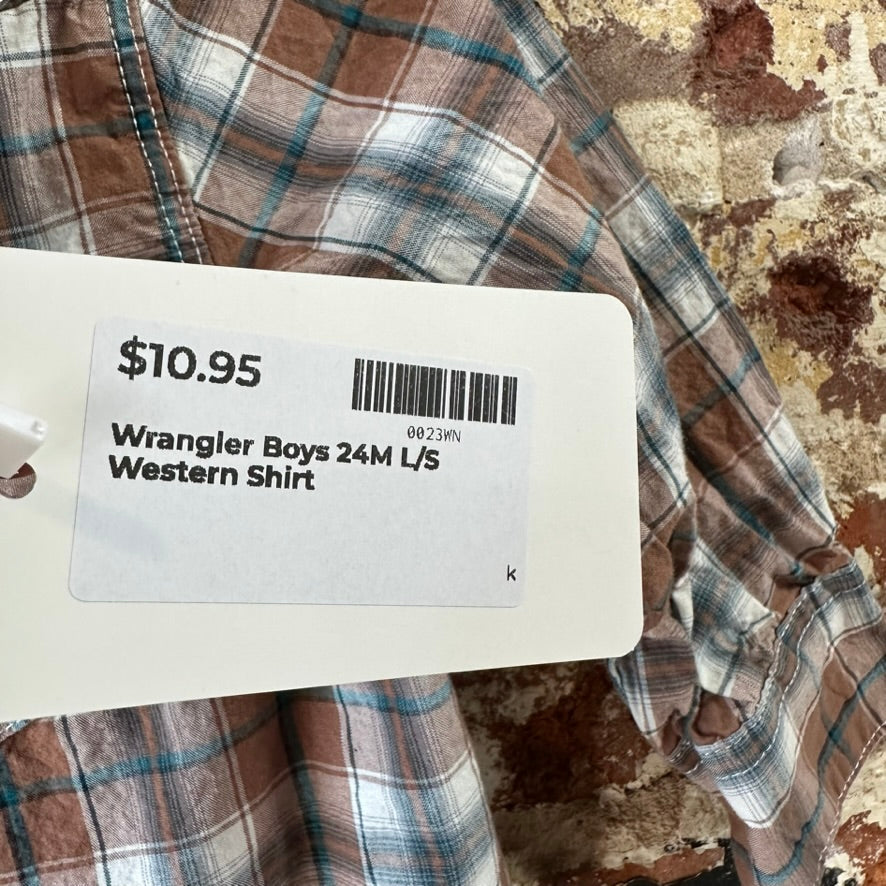 $10.95
0023WN
Wrangler Boys 24M L/S
Western Shirt
k